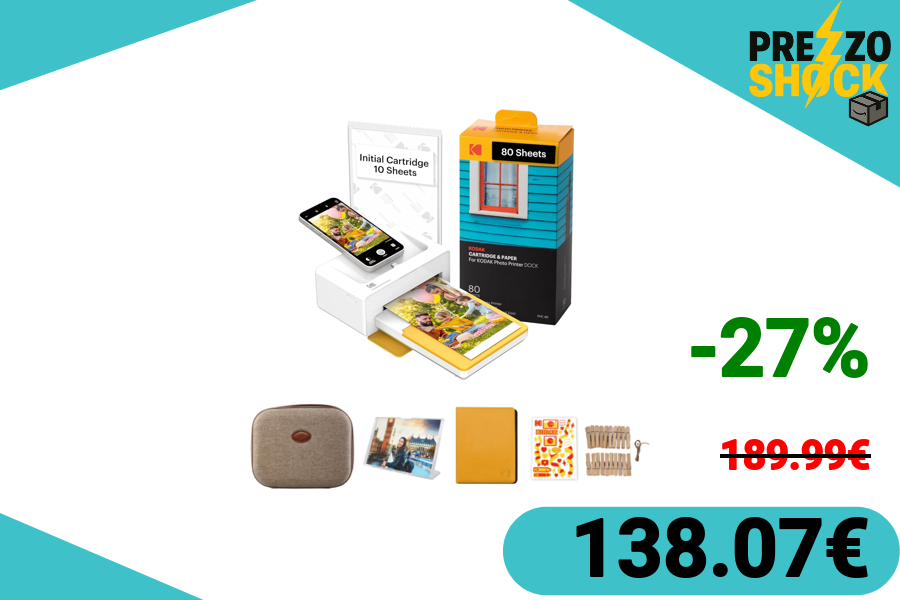 PREZZO
SHOCK
Initial Cartridge
10 Sheets
80 Sheets
KODAK
CARTRIDGE & PAPER
For KODAK Photo Printer DOCK
80
-27%
189.99€
138.07€